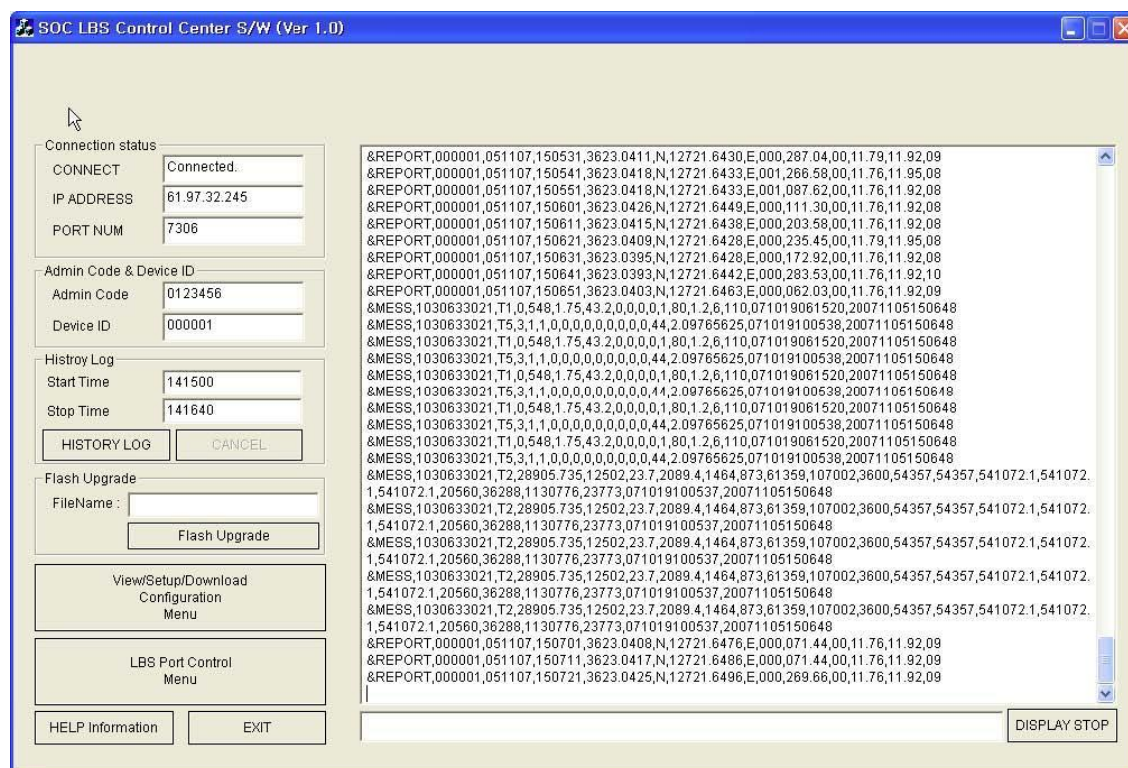 SOC LBS Control Center S/W (Ver 1.0)
Connection status
CONNECT Connected.
IP ADDRESS 61.97.32.245
PORT NUM 7306
Admin Code & Device ID
Admin Code 0123456
Device ID 000001
Histroy Log
Start Time 141500
Stop Time 141640
HISTORY LOG CANCEL
Flash Upgrade
FileName :
Flash Upgrade
View/Setup/Download
Configuration
Menu
LBS Port Control
Menu
HELP Information EXIT
&REPORT,000001,051107,150531,3623.0411,N,12721.6430,E,000,287.04,00,11.79,11.92,09
&REPORT,000001,051107,150541,3623.0418,N,12721.6433,E,001,266.58,00,11.76,11.95,08
&REPORT,000001,051107,150551,3623.0418,N,12721.6433,E,001,087.62,00,11.76,11.92,08
&REPORT,000001,051107,150601,3623.0426,N,12721.6449,E,000,111.30,00,11.76,11.92,08
&REPORT,000001,051107,150611,3623.0415,N,12721.6438,E,000,203.58,00,11.76,11.92,08
&REPORT,000001,051107,150621,3623.0409,N,12721.6428,E,000,235.45,00,11.79,11.95,08
&REPORT,000001,051107,150631,3623.0395,N,12721.6428,E,000,172.92,00,11.76,11.92,08
&REPORT,000001,051107,150641,3623.0393,N,12721.6442,E,000,283.53,00,11.76,11.92,10
&REPORT,000001,051107,150651,3623.0403,N,12721.6463,E,000,062.03,00,11.76,11.92,09
&MESS,1030633021,T1,0,548,1.75,43.2,0,0,0,0,1,80,1.2,6,110,071019061520,20071105150648
&MESS,1030633021,T5,3,1,1,0,0,0,0,0,0,0,0,44,2.09765625,071019100538,20071105150648
&MESS,1030633021,T1,0,548,1.75,43.2,0,0,0,0,1,80,1.2,6,110,071019061520,20071105150648
&MESS,1030633021,T5,3,1,1,0,0,0,0,0,0,0,0,44,2.09765625,071019100538,20071105150648
&MESS,1030633021,T1,0,548,1.75,43.2,0,0,0,0,1,80,1.2,6,110,071019061520,20071105150648
&MESS,1030633021,T5,3,1,1,0,0,0,0,0,0,0,0,44,2.09765625,071019100538,20071105150648
&MESS,1030633021,T1,0,548,1.75,43.2,0,0,0,0,1,80,1.2,6,110,071019061520,20071105150648
&MESS,1030633021,T5,3,1,1,0,0,0,0,0,0,0,0,44,2.09765625,071019100538,20071105150648
&MESS,1030633021,T1,0,548,1.75,43.2,0,0,0,0,1,80,1.2,6,110,071019061520,20071105150648
&MESS,1030633021,T5,3,1,1,0,0,0,0,0,0,0,0,44,2.09765625,071019100538,20071105150648
&MESS,1030633021,T2,28905.735,12502,23.7,2089.4,1464,873,61359,107002,3600,54357,54357,541072.1,541072.
1,541072.1,20560,36288,1130776,23773,071019100537,20071105150648
&MESS,1030633021,T2,28905.735,12502,23.7,2089.4,1464,873,61359,107002,3600,54357,54357,541072.1,541072.
1,541072.1,20560,36288,1130776,23773,071019100537,20071105150648
&MESS,1030633021,T2,28905.735,12502,23.7,2089.4,1464,873,61359,107002,3600,54357,54357,541072.1,541072.
1,541072.1,20560,36288,1130776,23773,071019100537,20071105150648
&MESS,1030633021,T2,28905.735,12502,23.7,2089.4,1464,873,61359,107002,3600,54357,54357,541072.1,541072.
1,541072.1,20560,36288,1130776,23773,071019100537,20071105150648
&MESS,1030633021,T2,28905.735,12502,23.7,2089.4,1464,873,61359,107002,3600,54357,54357,541072.1,541072.
1,541072.1,20560,36288,1130776,23773,071019100537,20071105150648
&REPORT,000001,051107,150701,3623.0408,N,12721.6476,E,000,071.44,00,11.76,11.92,09
&REPORT,000001,051107,150711,3623.0417,N,12721.6486,E,000,071.44,00,11.76,11.92,09
&REPORT,000001,051107,150721,3623.0425,N,12721.6496,E,000,269.66,00,11.76,11.92,09
DISPLAY STOP